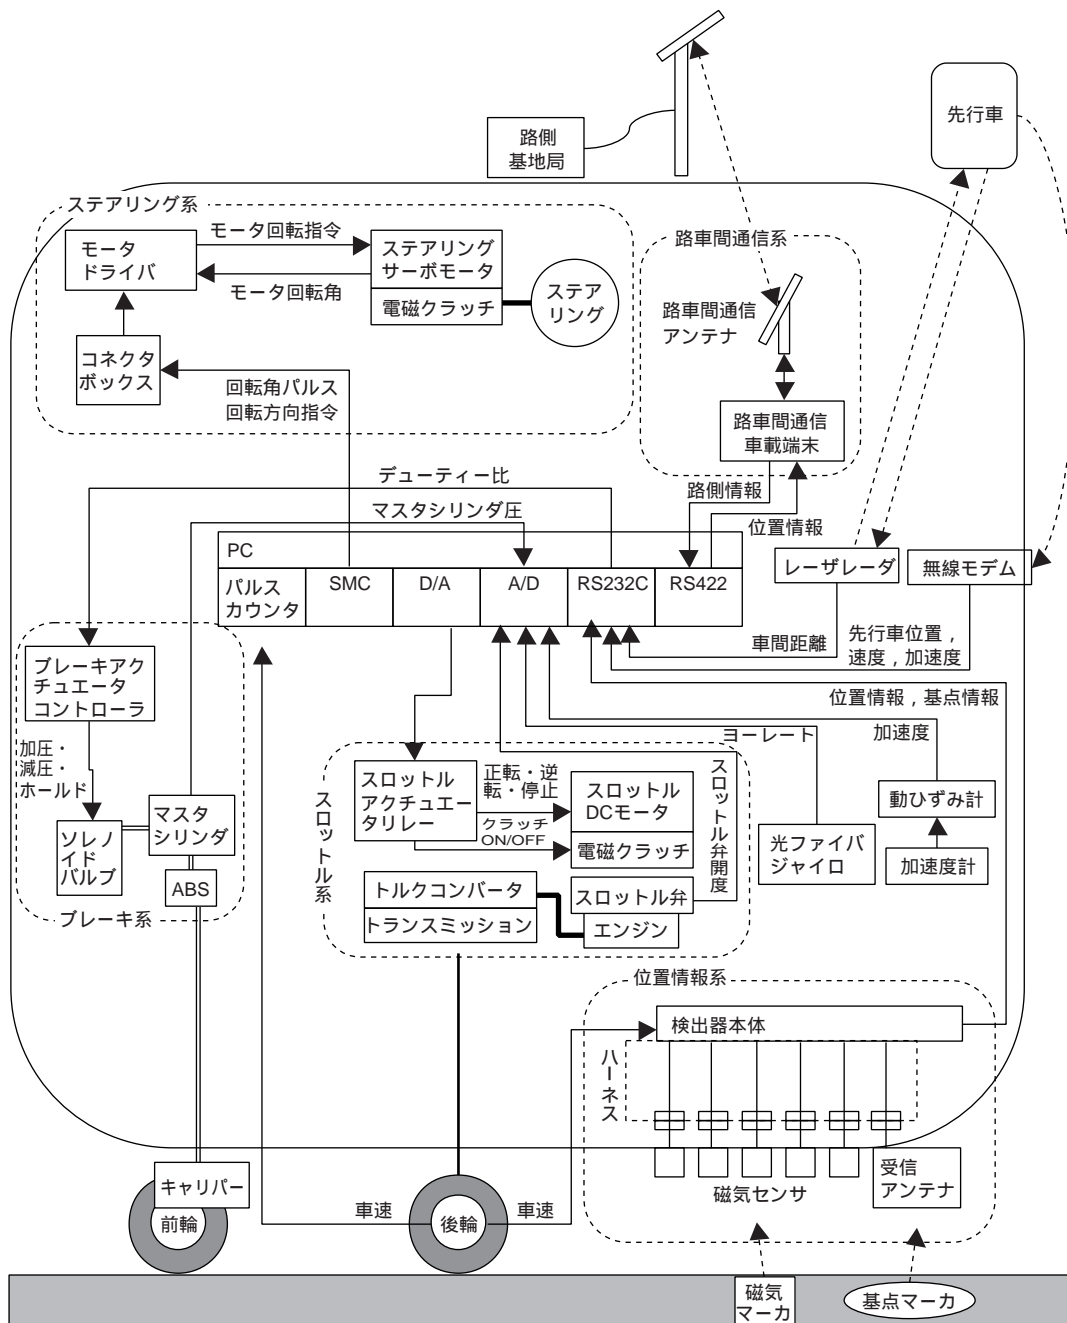 先行車
路側
基地局
ステアリング系
モータ回転指令
モータ
ドライバ
ステアリング
サーボモータ
モータ回転角
電磁クラッチ
ステア
リング
路車間通信系
路車間通信
アンテナ
コネクタ
ボックス
回転角パルス
回転方向指令
路車間通信
車載端末
デューティー比
路側情報
マスタシリンダ圧
位置情報
PC
パルス
カウンタ
SMC
D/A
A/D
RS232C
RS422
レーザレーダ
無線モデム
車間距離
先行車位置，
速度，加速度
ブレーキアク
チュエータ
コントローラ
位置情報，基点情報
ヨーレート
加速度
加圧・
減圧・
ホールド
スロットル
アクチュエー
タリレー
正転・逆
転・停止
クラッチ
ON/OFF
スロットル
DCモータ
電磁クラッチ
スロットル弁開度
スロットル系
動ひずみ計
光ファイバ
ジャイロ
加速度計
マスタ
シリンダ
ソレノ
イド
バルブ
ABS
ブレーキ系
トルクコンバータ
トランスミッション
スロットル弁
エンジン
位置情報系
検出器本体
ハーネス
磁気センサ
受信
アンテナ
キャリパー
前輪
車速
後輪
車速
磁気
マーカ
基点マーカ